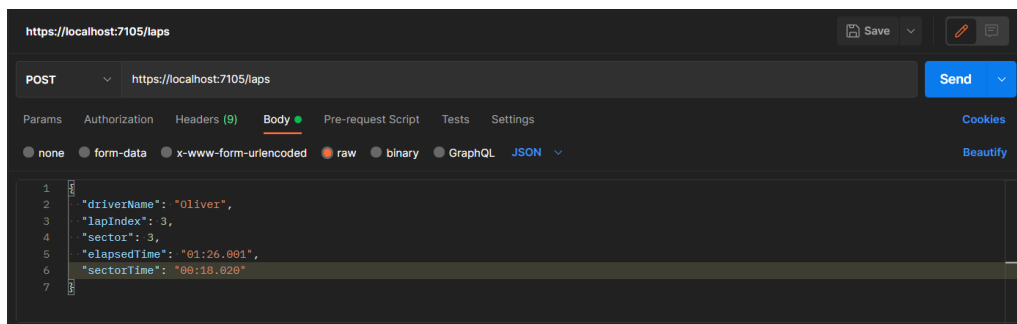 https://localhost:7105/laps Save
POST https://localhost:7105/laps Send
Params Authorization Headers (9) Body Pre-request Script Tests Settings Cookies
none form-data x-www-form-urlencoded raw binary GraphQL JSON Beautify
1 {
2 "driverName": "Oliver",
3 "lapIndex": 3,
4 "sector": 3,
5 "elapsedTime": "01:26.001",
6 "sectorTime": "00:18.020"
7 }